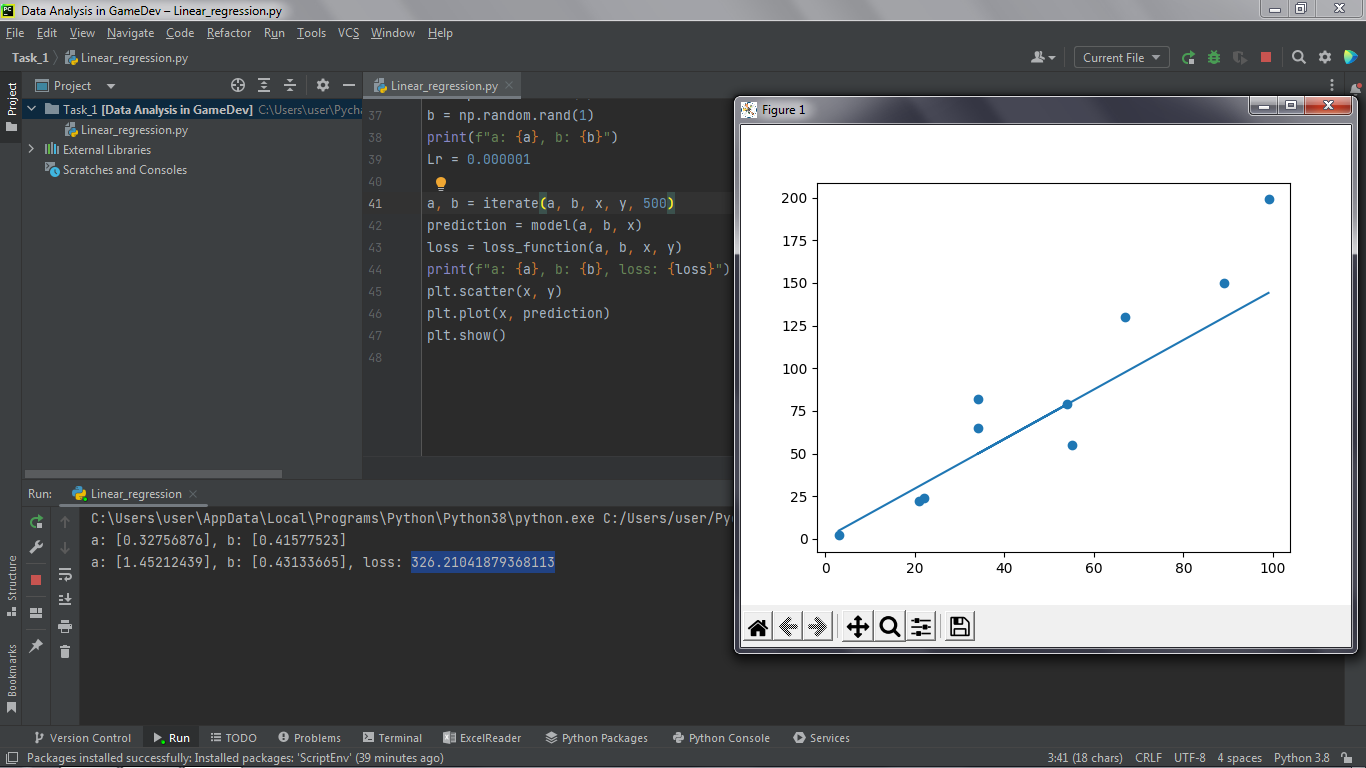 Data Analysis in GameDev – Linear_regression.py
File Edit View Navigate Code Refactor Run Tools VCS Window Help
Task_1 Linear_regression.py
Current File
Project
Project
Task_1 [Data Analysis in GameDev] C:\Users\user\Pycha
Linear_regression.py
External Libraries
Scratches and Consoles
Linear_regression.py
37 b = np.random.rand(1)
38 print(f"a: {a}, b: {b}")
39 Lr = 0.000001
40
41 a, b = iterate(a, b, x, y, 500)
42 prediction = model(a, b, x)
43 loss = loss_function(a, b, x, y)
44 print(f"a: {a}, b: {b}, loss: {loss}")
45 plt.scatter(x, y)
46 plt.plot(x, prediction)
47 plt.show()
48
Figure 1
200
175
150
125
100
75
50
25
0
0 20 40 60 80 100
Run: Linear_regression
C:\Users\user\AppData\Local\Programs\Python\Python38\python.exe C:/Users/user/Py
a: [0.32756876], b: [0.41577523]
a: [1.45212439], b: [0.43133665], loss: 326.21041879368113
Structure
Bookmarks
Version Control Run TODO Problems Terminal ExcelReader Python Packages Python Console Services
Packages installed successfully: Installed packages: 'ScriptEnv' (39 minutes ago)
3:41 (18 chars) CRLF UTF-8 4 spaces Python 3.8